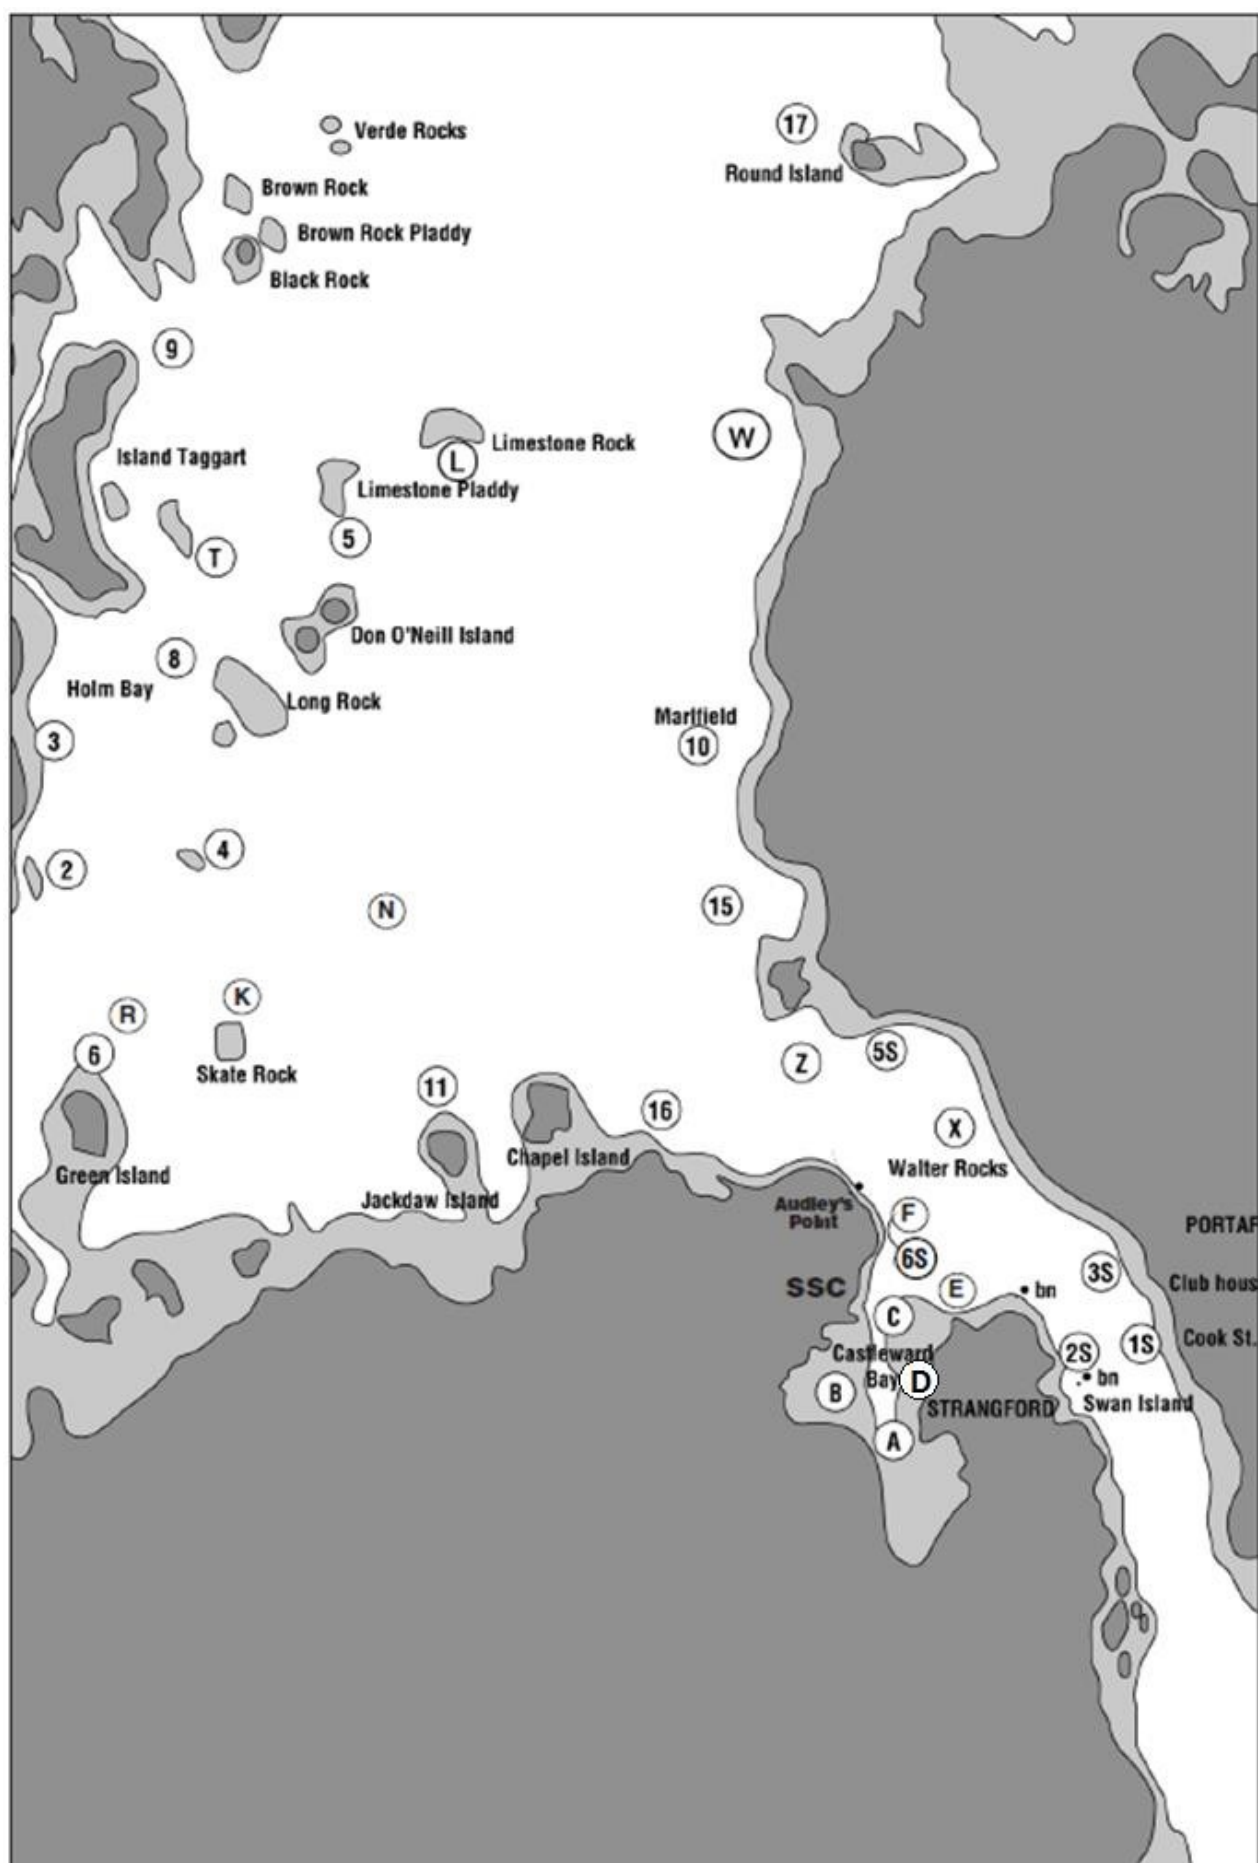 17
Verde Rocks
Round Island
Brown Rock
Brown Rock Pladdy
Black Rock
9
W
Limestone Rock
Island Taggart
L
Limestone Pladdy
5
T
Don O'Neill Island
8
Holm Bay
Long Rock
Marlfield
3
10
4
2
15
N
K
R
6
5S
Z
Skate Rock
11
16
X
Chapel Island
Walter Rocks
Green Island
Jackdaw Island
Audley's
Point
F
PORTAF
6S
3S
Club hous
SSC
E
bn
C
Cook St.
1S
2S
Castleward
Bay
D
bn
B
Swan Island
STRANGFORD
A